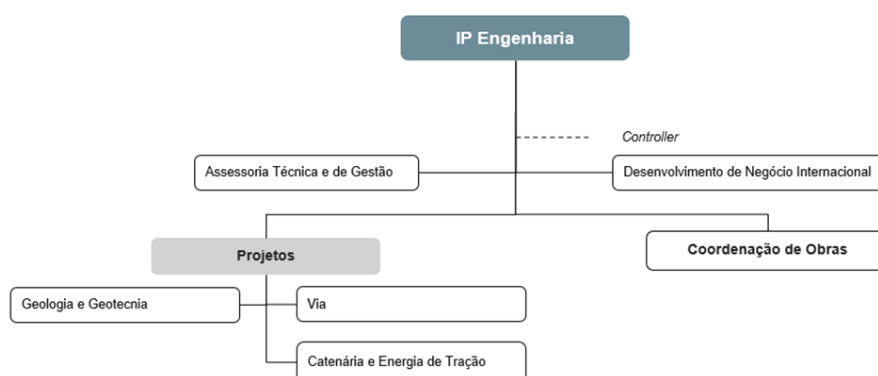 IP Engenharia
Controller
Assessoria Técnica e de Gestão
Desenvolvimento de Negócio Internacional
Projetos
Coordenação de Obras
Geologia e Geotecnia
Via
Catenária e Energia de Tração